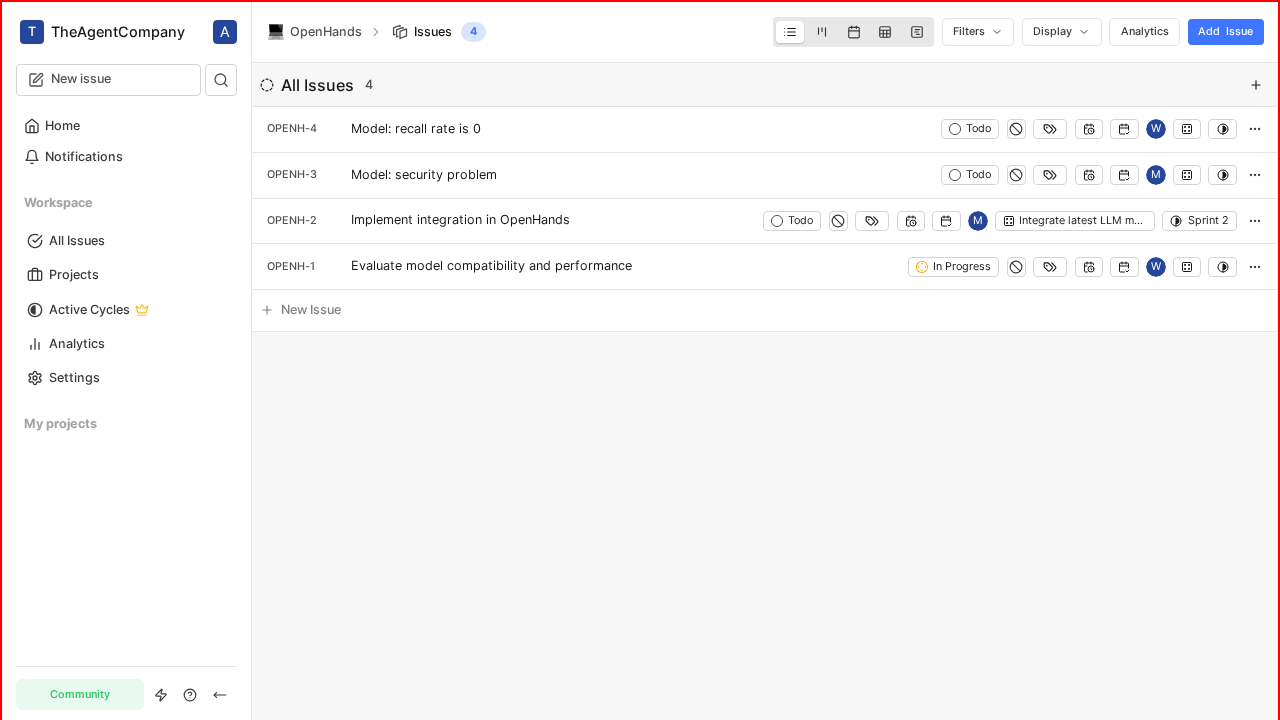 T TheAgentCompany A
OpenHands Issues 4
Filters Display Analytics Add Issue
New issue
Home
Notifications
Workspace
All Issues
Projects
Active Cycles
Analytics
Settings
My projects
Community
All Issues 4
OPENH-4 Model: recall rate is 0 Todo W
OPENH-3 Model: security problem Todo M
OPENH-2 Implement integration in OpenHands Todo M Integrate latest LLM m... Sprint 2
OPENH-1 Evaluate model compatibility and performance In Progress W
New Issue